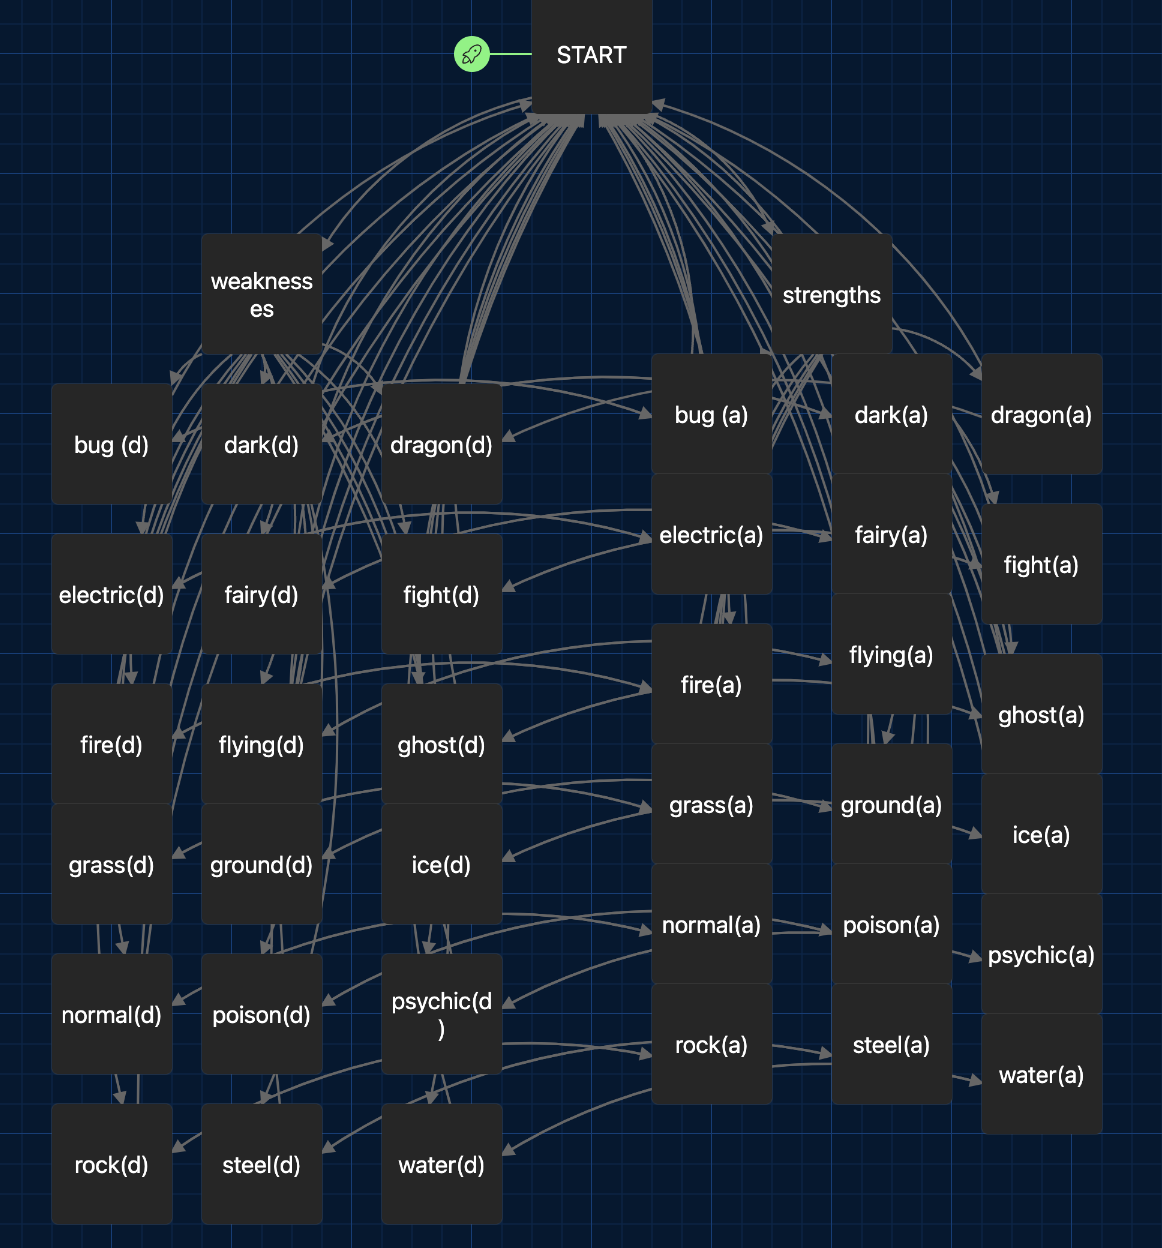 START
weakness
es
strengths
bug (d)
dark(d)
dragon(d)
bug (a)
dark(a)
dragon(a)
electric(d)
fairy(d)
fight(d)
electric(a)
fairy(a)
fight(a)
fire(d)
flying(d)
ghost(d)
fire(a)
flying(a)
ghost(a)
grass(d)
ground(d)
ice(d)
grass(a)
ground(a)
ice(a)
normal(d)
poison(d)
psychic(d
)
normal(a)
poison(a)
psychic(a)
rock(d)
steel(d)
water(d)
rock(a)
steel(a)
water(a)